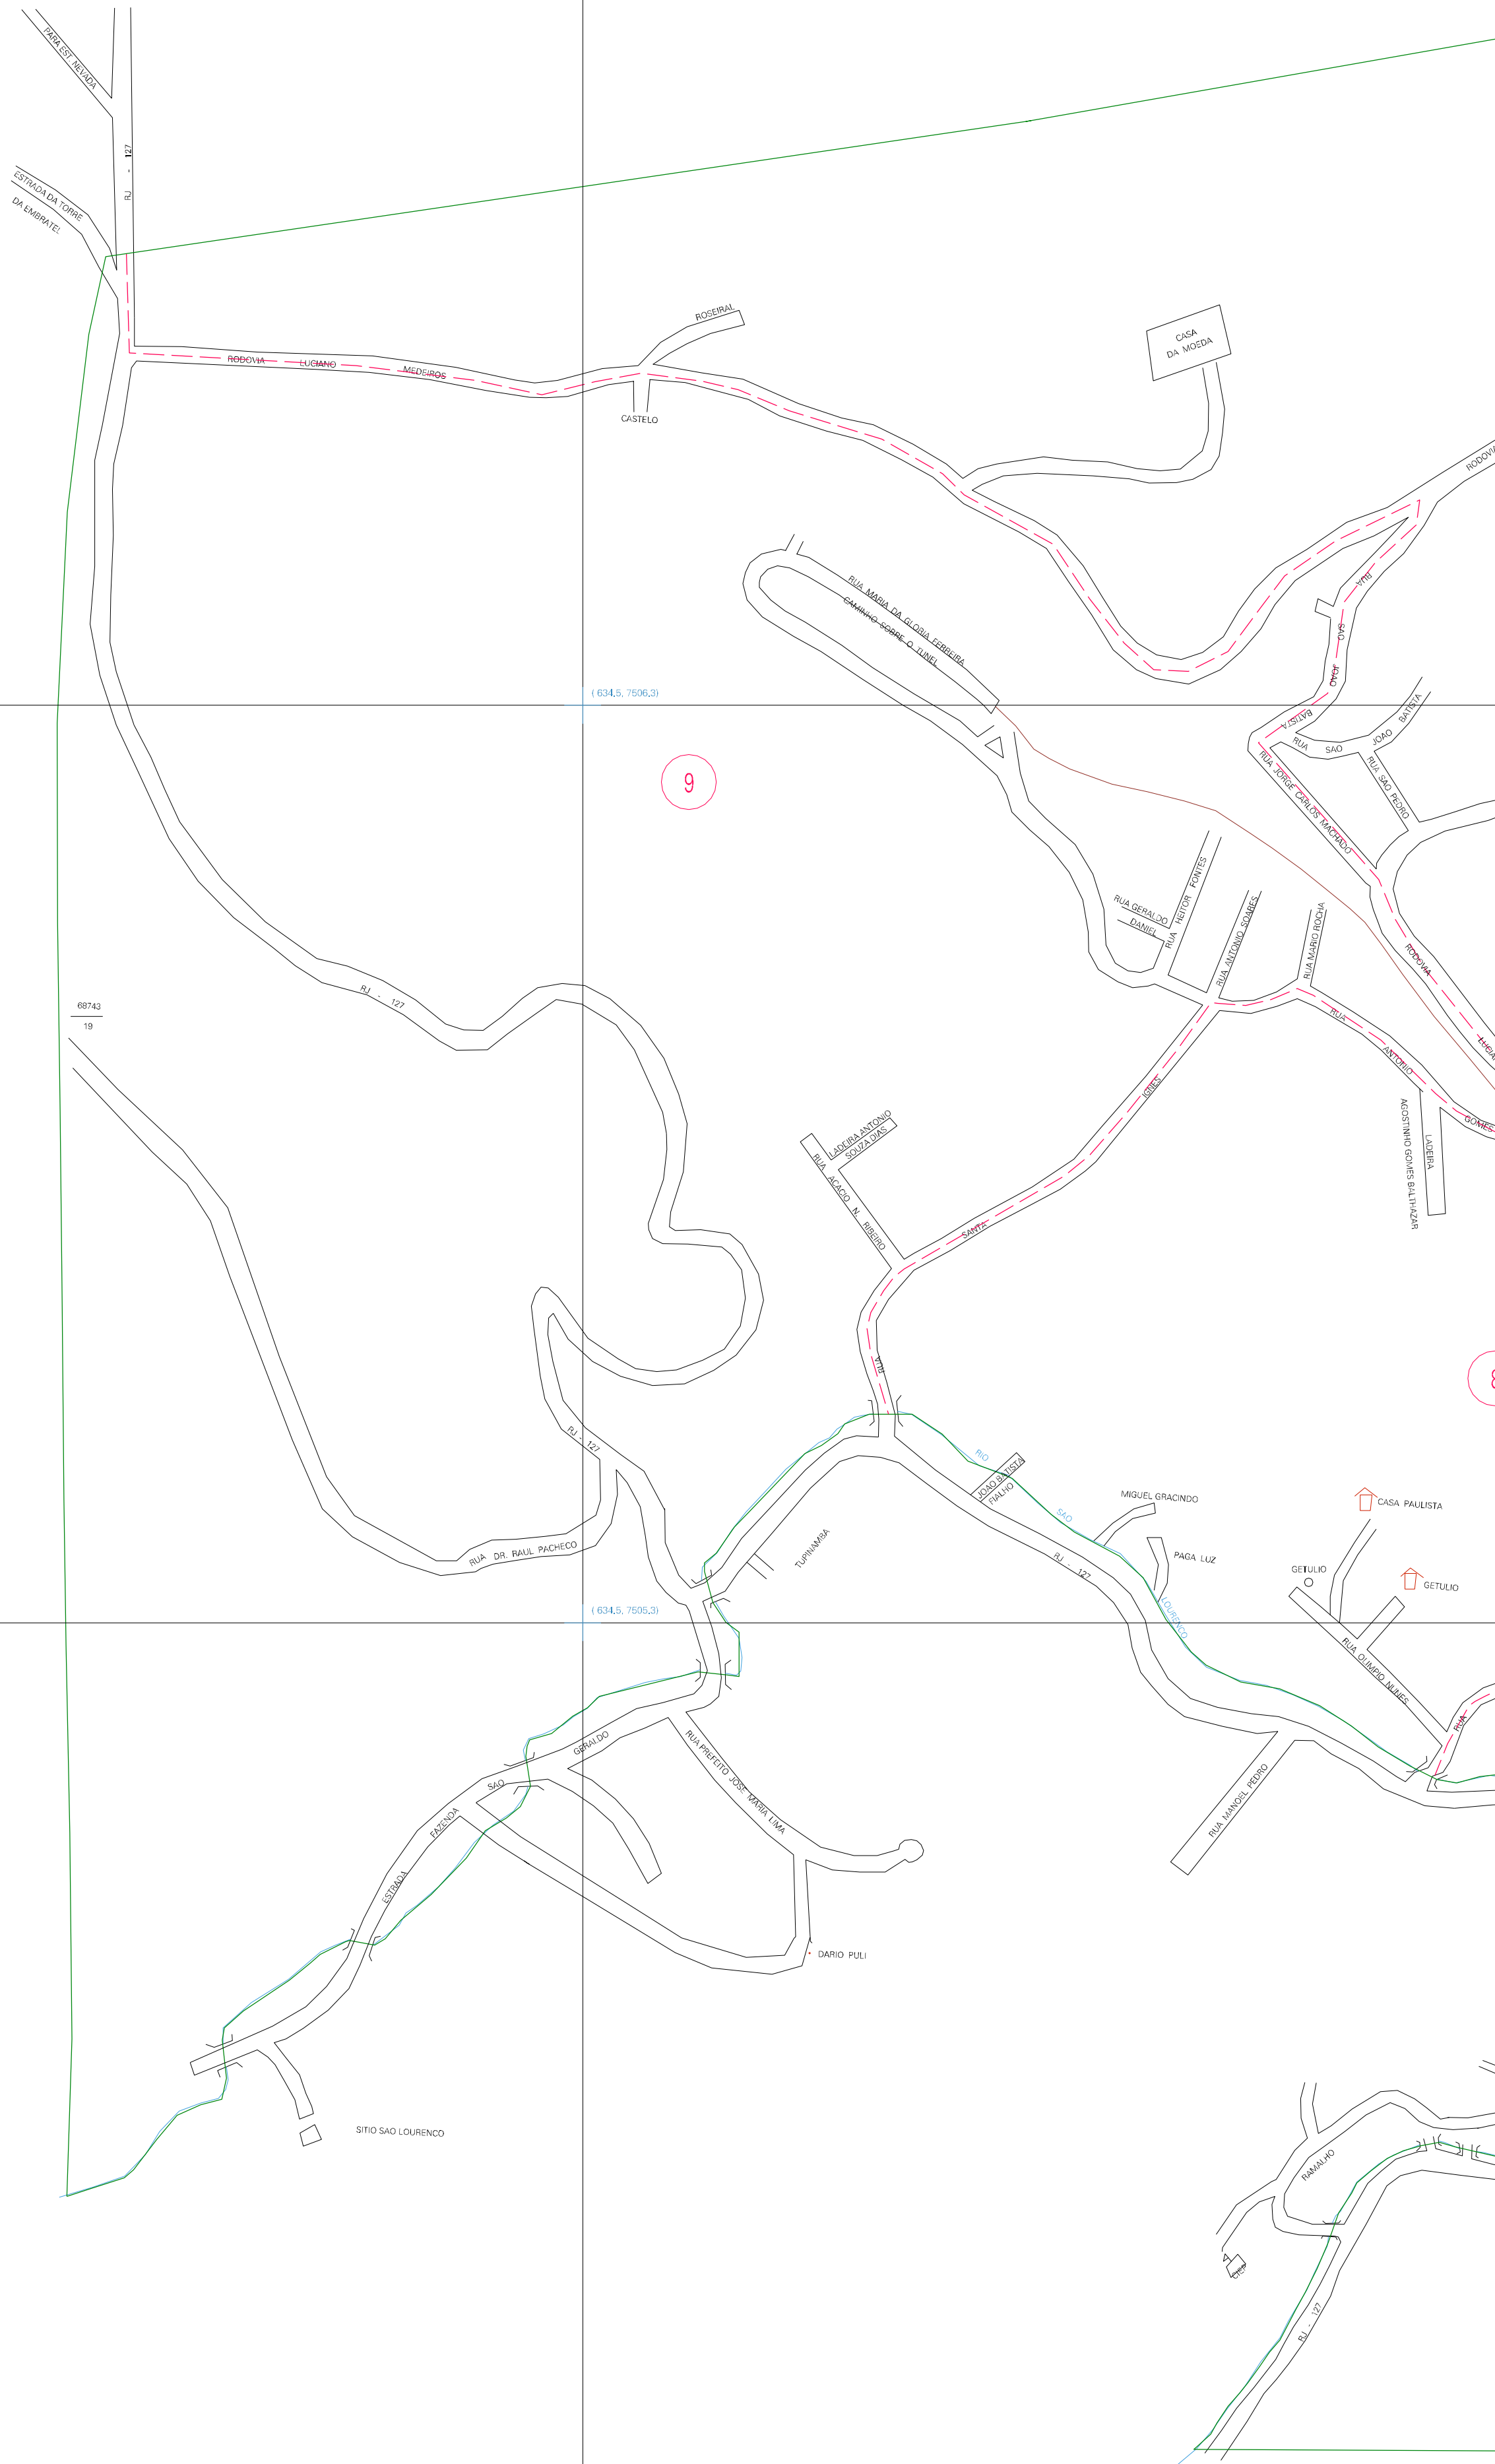 PARA EST. NEVADA
RJ - 127
ESTRADA DA TORRE
DA EMBRATEL
ROSEIRAL
CASA
DA MOEDA
RODOVIA LUCIANO MEDEIROS
CASTELO
RODOVIA
RUA MARIA DA GLORIA FERREIRA
CAMINHO SOBRE O TUNEL
RUA SAO JOAO BATISTA
( 634.5, 7506.3)
RUA SAO JOAO BATISTA
RUA SAO PEDRO
RUA JORGE CARLOS MACHADO
9
RUA HEITOR FONTES
RUA GERALDO
DANIEL
RUA ANTONIO SOARES
RUA MARIO ROCHA
RODOVIA
RJ - 127
68743
19
RUA ANTONIO GOMES
LADEIRA
AGOSTINHO GOMES BALTHAZAR
LADEIRA ANTONIO
SOUZA DIAS
RUA ACACIO N. RIBEIRO
RUA SANTA IGNES
8
RJ - 127
RUA DR. RAUL PACHECO
TUPINAMBA
RIO SAO LOURENCO
JOAO BATISTA
FIALHO
MIGUEL GRACINDO
CASA PAULISTA
PAGA LUZ
RJ - 127
GETULIO
GETULIO
( 634.5, 7505.3)
RUA OLIMPIO NUNES
RUA
ESTRADA FAZENDA SAO GERALDO
RUA PREFEITO JOSE MARIA LIMA
RUA MANOEL PEDRO
DARIO PULI
SITIO SAO LOURENCO
RAMALHO
CIEP
RJ - 127